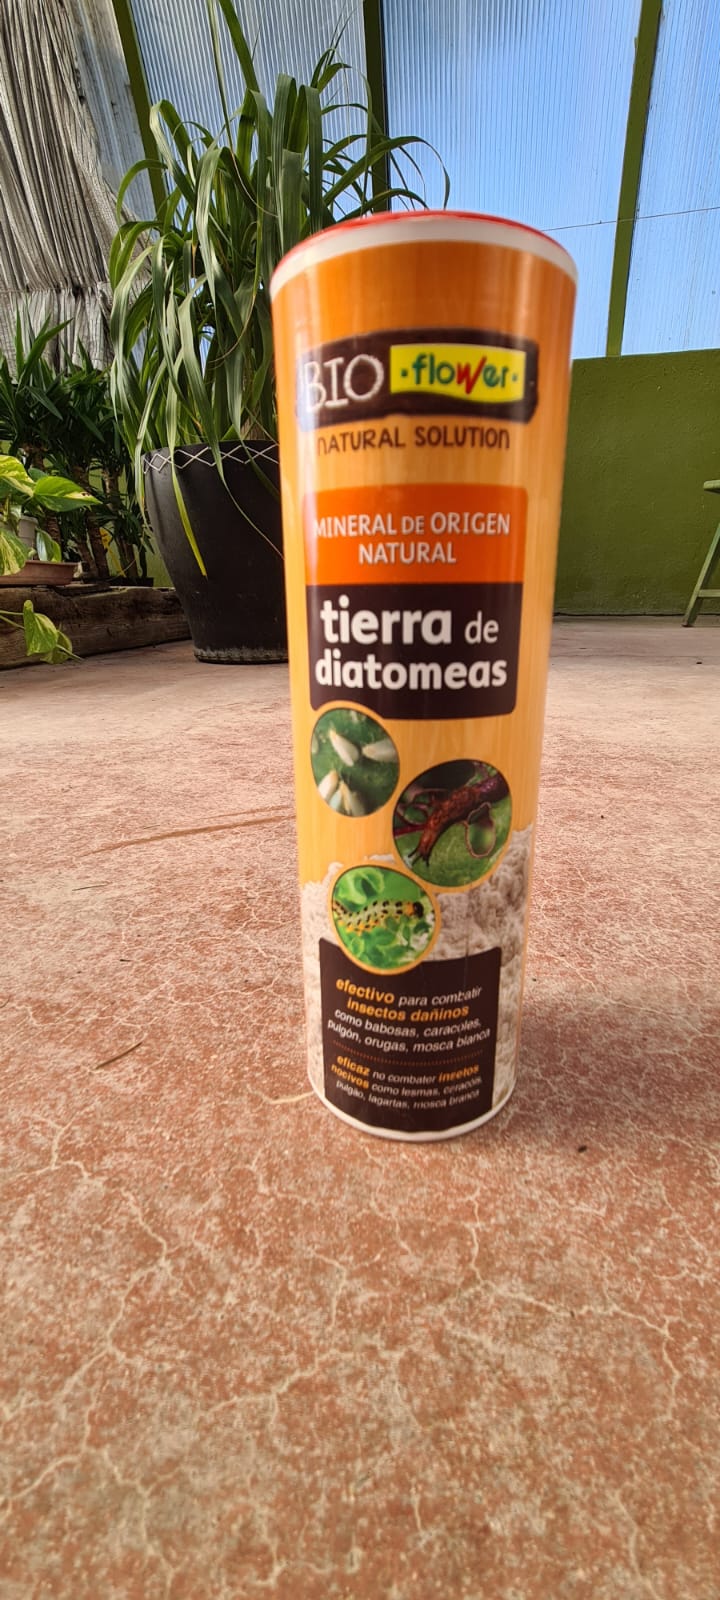 BIO flower
NATURAL SOLUTION
MINERAL DE ORIGEN
NATURAL
tierra de
diatomeas
efectivo para combatir
insectos dañinos
como babosas, caracoles,
pulgón, orugas, mosca blanca
eficaz no combater insetos
nocivos como lesmas, caracóis,
pulgão, lagartas, mosca branca